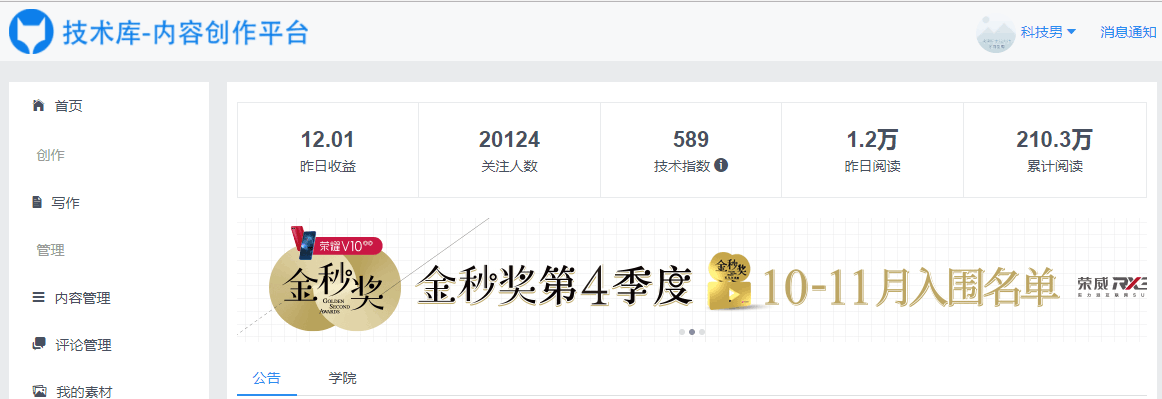 技术库-内容创作平台
科技男
消息通知
首页
创作
写作
管理
内容管理
评论管理
我的素材
12.01
昨日收益
20124
关注人数
589
技术指数
1.2万
昨日阅读
210.3万
累计阅读
荣耀V10
金秒奖
GOLDEN
SECOND
AWARDS
金秒奖第4季度
金秒奖
10-11月入围名单
荣威 RX3
公告
学院